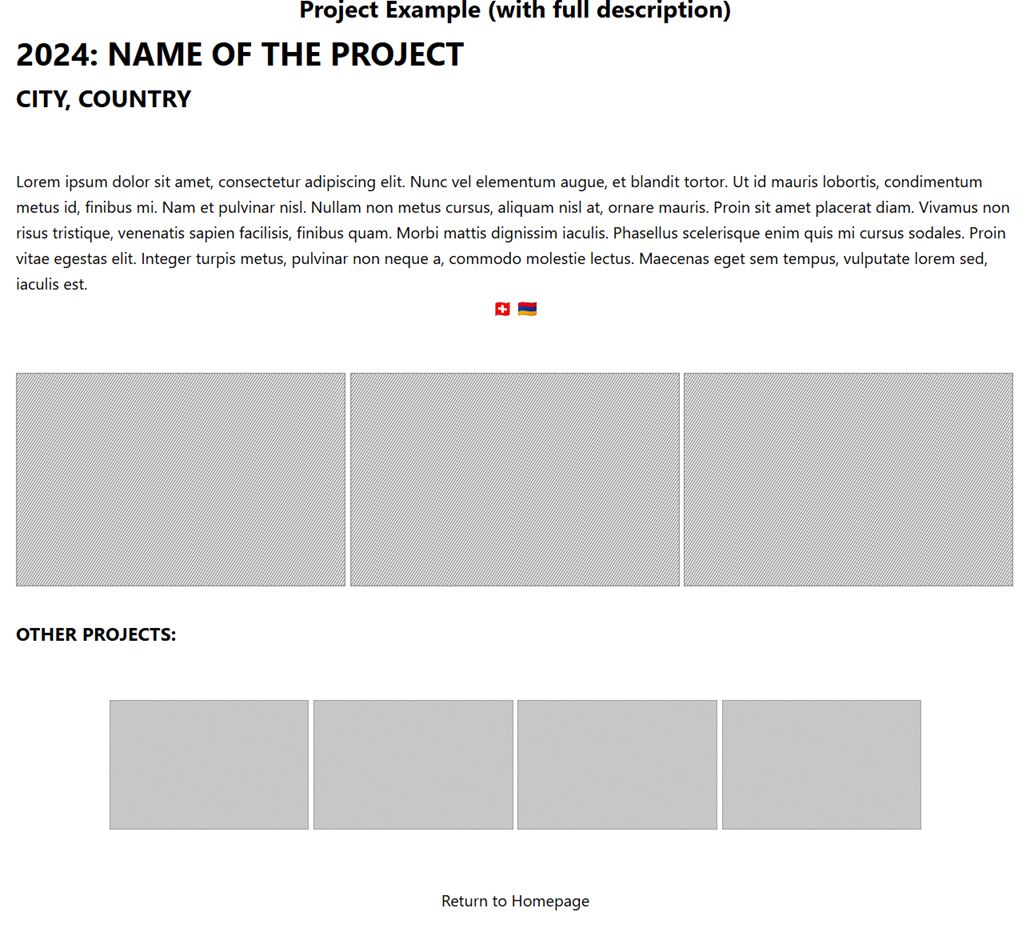 Project Example (with full description)
2024: NAME OF THE PROJECT
CITY, COUNTRY
Lorem ipsum dolor sit amet, consectetur adipiscing elit. Nunc vel elementum augue, et blandit tortor. Ut id mauris lobortis, condimentum
metus id, finibus mi. Nam et pulvinar nisl. Nullam non metus cursus, aliquam nisl at, ornare mauris. Proin sit amet placerat diam. Vivamus non
risus tristique, venenatis sapien facilisis, finibus quam. Morbi mattis dignissim iaculis. Phasellus scelerisque enim quis mi cursus sodales. Proin
vitae egestas elit. Integer turpis metus, pulvinar non neque a, commodo molestie lectus. Maecenas eget sem tempus, vulputate lorem sed,
iaculis est.
OTHER PROJECTS:
Return to Homepage